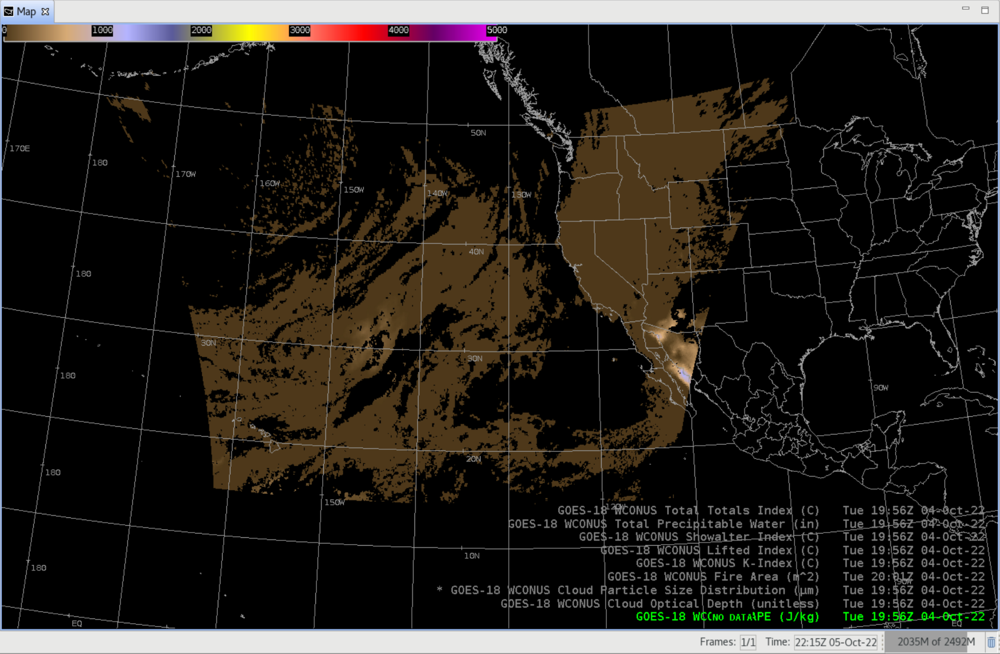 Map
0 1000 2000 3000 4000 5000
50N
170E
180
170W
160W
150W
140W
130W
40N
180
30N
30N
180
90W
20N
180
150W
120W
GOES-18 WCONUS Total Totals Index (C) Tue 19:56Z 04-Oct-22
GOES-18 WCONUS Total Precipitable Water (in) Tue 19:56Z 04-Oct-22
GOES-18 WCONUS Showalter Index (C) Tue 19:56Z 04-Oct-22
GOES-18 WCONUS Lifted Index (C) Tue 19:56Z 04-Oct-22
10N
GOES-18 WCONUS K-Index (C) Tue 19:56Z 04-Oct-22
180
GOES-18 WCONUS Fire Area (m^2) Tue 20:01Z 04-Oct-22
90W
* GOES-18 WCONUS Cloud Particle Size Distribution (µm) Tue 19:56Z 04-Oct-22
GOES-18 WCONUS Cloud Optical Depth (unitless) Tue 19:56Z 04-Oct-22
GOES-18 WC NO DATA PE (J/kg) Tue 19:56Z 04-Oct-22
EQ
EQ
Frames: 1/1 Time: 22:15Z 05-Oct-22 2035M of 2492M